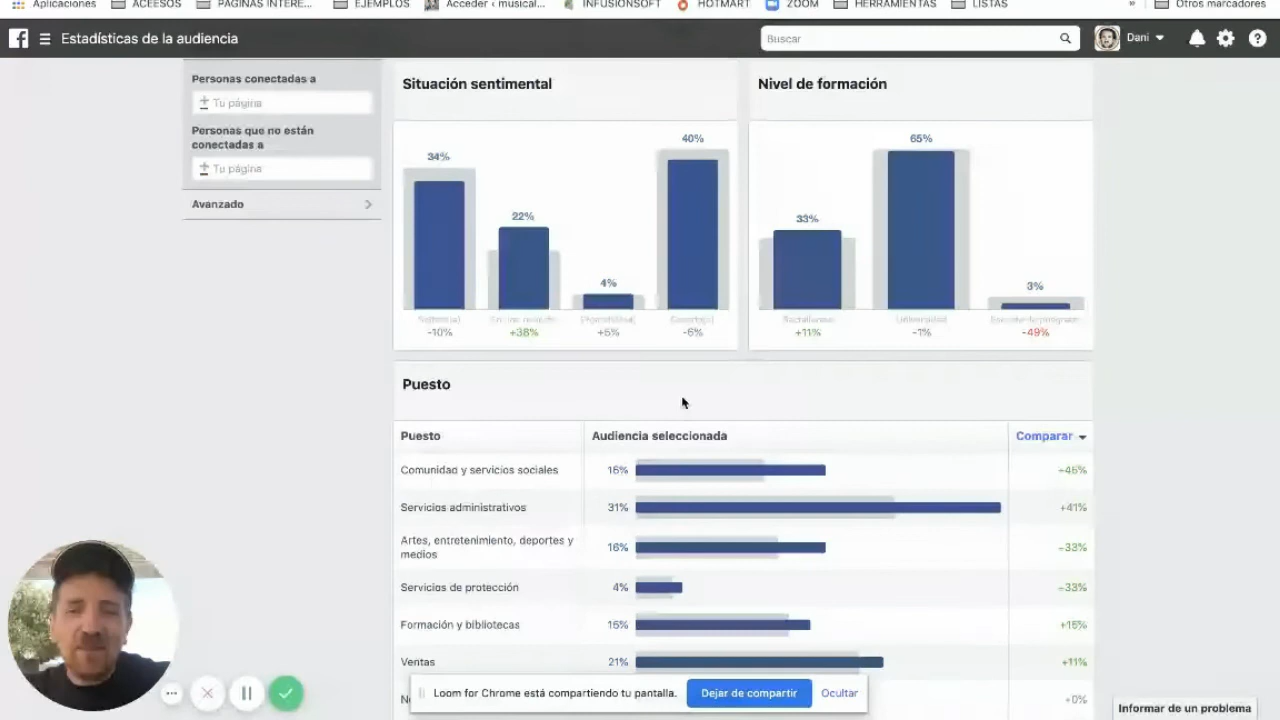 Aplicaciones
ACEESOS
PAGINAS INTERE...
EJEMPLOS
Acceder ‹ musical...
INFUSIONSOFT
HOTMART
ZOOM
HERRAMIENTAS
LISTAS
»
Otros marcadores
Estadísticas de la audiencia
Buscar
Dani
Personas conectadas a
Tu página
Personas que no están
conectadas a
Tu página
Avanzado
Situación sentimental
34%
22%
4%
40%
-10%
+38%
+5%
-6%
Nivel de formación
33%
65%
3%
Universidad
+11%
-1%
-49%
Puesto
Puesto
Audiencia seleccionada
Comparar
Comunidad y servicios sociales
16%
Servicios administrativos
31%
+41%
Artes, entretenimiento, deportes y
medios
16%
+33%
Servicios de protección
4%
+33%
Formación y bibliotecas
15%
Ventas
21%
+11%
+0%
Loom for Chrome está compartiendo tu pantalla.
Dejar de compartir
Ocultar
Informar de un problema